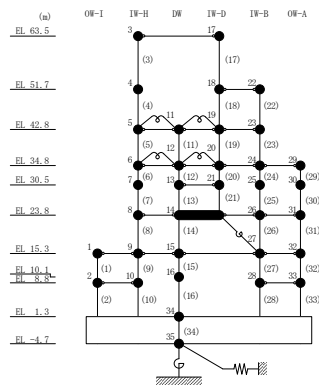 (m) OW-I IW-H DW IW-D IW-B OW-A
EL 63.5 3 17
(3) (17)
EL 51.7 4 18 22
(4) (18) (22)
EL 42.8 5 11 19 23
(5) (11) (19) (23)
EL 34.8 6 12 20 24 29
(6) (12) (20) (24) (29)
EL 30.5 7 13 21 25 30
(7) (13) (21) (25) (30)
EL 23.8 8 14 26 31
(8) (14) 27 (26) (31)
EL 15.3 1 9 15 32
(1) (9) (15) (27) (32)
EL 10.1 16
EL 8.8 2 10 28 33
(2) (10) (16) (28) (33)
EL 1.3 34
(34)
EL -4.7 35